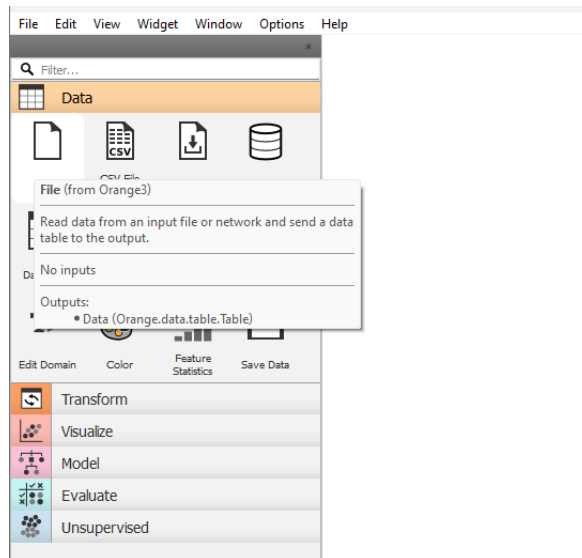 File Edit View Widget Window Options Help
×
Filter...
Data
CSV
CSV File
File (from Orange3)
Read data from an input file or network and send a data
table to the output.
No inputs
Outputs:
• Data (Orange.data.table.Table)
Da
Edit Domain Color Feature Statistics Save Data
Transform
Visualize
Model
Evaluate
Unsupervised